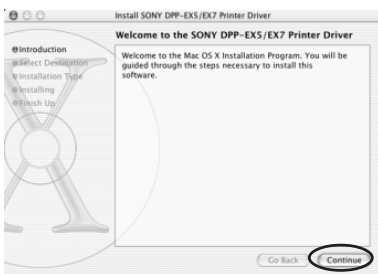 Install SONY DPP-EX5/EX7 Printer Driver
Welcome to the SONY DPP-EX5/EX7 Printer Driver
Introduction
Select Destination
Installation Type
Installing
Finish Up
Welcome to the Mac OS X Installation Program. You will be
guided through the steps necessary to install this
software.
Go Back
Continue